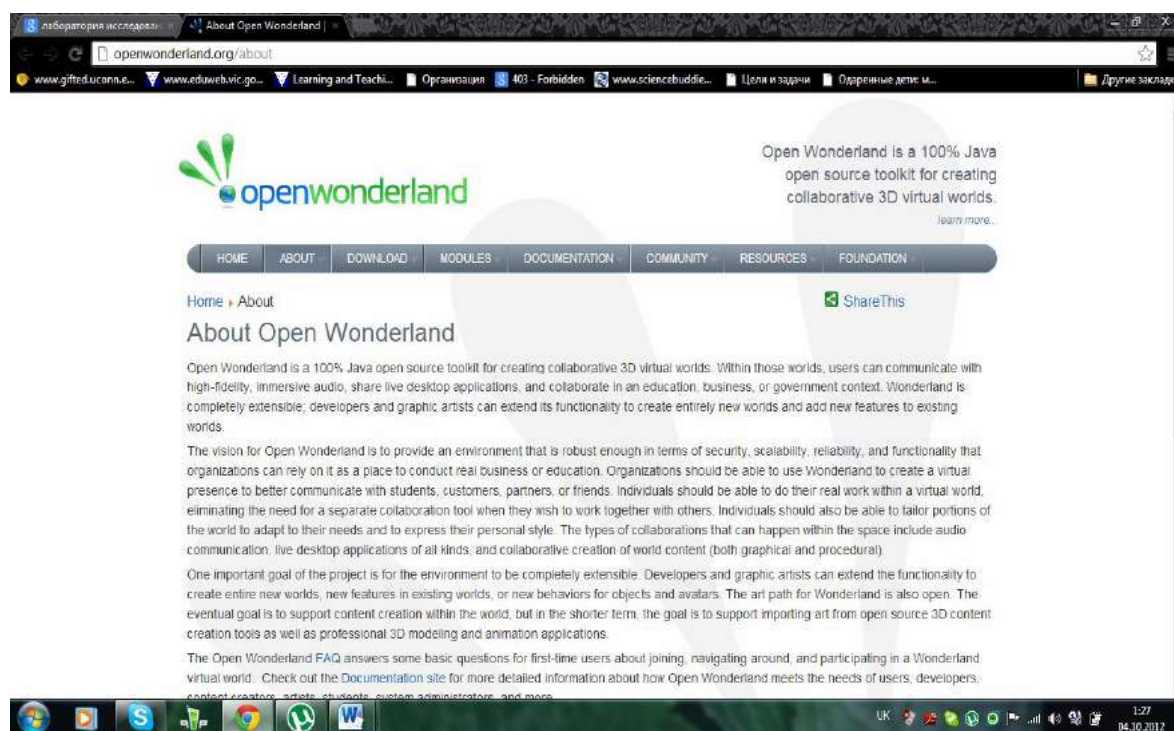 лаборатория исследован
About Open Wonderland |
openwonderland.org/about
www.gifted.uconn.e...
www.eduweb.vic.go...
Learning and Teachi...
Организация
403 - Forbidden
www.sciencebuddie...
Цели и задачи
Одаренные дети: м...
Другие заклад
openwonderland
Open Wonderland is a 100% Java
open source toolkit for creating
collaborative 3D virtual worlds.
learn more..
HOME ABOUT DOWNLOAD MODULES DOCUMENTATION COMMUNITY RESOURCES FOUNDATION
Home About
ShareThis
About Open Wonderland
Open Wonderland is a 100% Java open source toolkit for creating collaborative 3D virtual worlds. Within those worlds, users can communicate with
high-fidelity, immersive audio, share live desktop applications, and collaborate in an education, business, or government context. Wonderland is
completely extensible; developers and graphic artists can extend its functionality to create entirely new worlds and add new features to existing
worlds.
The vision for Open Wonderland is to provide an environment that is robust enough in terms of security, scalability, reliability, and functionality that
organizations can rely on it as a place to conduct real business or education. Organizations should be able to use Wonderland to create a virtual
presence to better communicate with students, customers, partners, or friends. Individuals should be able to do their real work within a virtual world,
eliminating the need for a separate collaboration tool when they wish to work together with others. Individuals should also be able to tailor portions of
the world to adapt to their needs and to express their personal style. The types of collaborations that can happen within the space include audio
communication, live desktop applications of all kinds, and collaborative creation of world content (both graphical and procedural).
One important goal of the project is for the environment to be completely extensible. Developers and graphic artists can extend the functionality to
create entire new worlds, new features in existing worlds, or new behaviors for objects and avatars. The art path for Wonderland is also open. The
eventual goal is to support content creation within the world, but in the shorter term, the goal is to support importing art from open source 3D content
creation tools as well as professional 3D modeling and animation applications.
The Open Wonderland FAQ answers some basic questions for first-time users about joining, navigating around, and participating in a Wonderland
virtual world. Check out the Documentation site for more detailed information about how Open Wonderland meets the needs of users, developers,
content creators, artists, students, system administrators, and more.
UK
1:27
04.10.2012